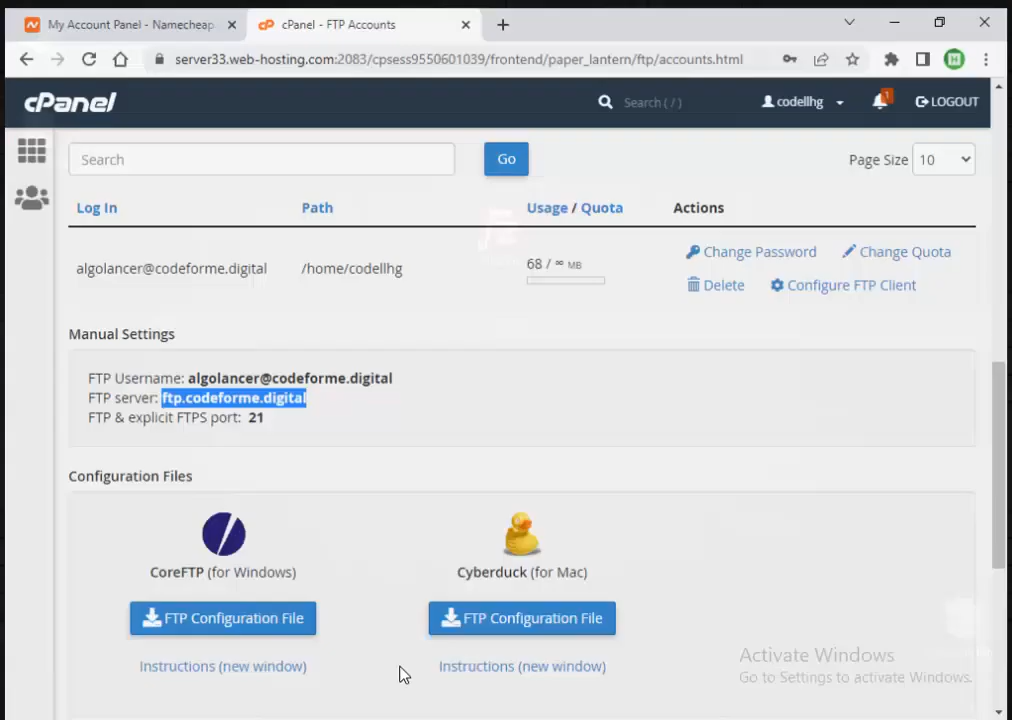 My Account Panel - Namecheap
cPanel - FTP Accounts
server33.web-hosting.com:2083/cpsess9550601039/frontend/paper_lantern/ftp/accounts.html
H
cPanel
Search ( / )
codellhg
1
LOGOUT
Search
Go
Page Size
10
Log In
Path
Usage / Quota
Actions
algolancer@codeforme.digital
/home/codellhg
68 / ∞ MB
Change Password
Change Quota
Delete
Configure FTP Client
Manual Settings
FTP Username: algolancer@codeforme.digital
FTP server: ftp.codeforme.digital
FTP & explicit FTPS port: 21
Configuration Files
CoreFTP (for Windows)
Cyberduck (for Mac)
FTP Configuration File
FTP Configuration File
Instructions (new window)
Instructions (new window)
Activate Windows
Go to Settings to activate Windows.